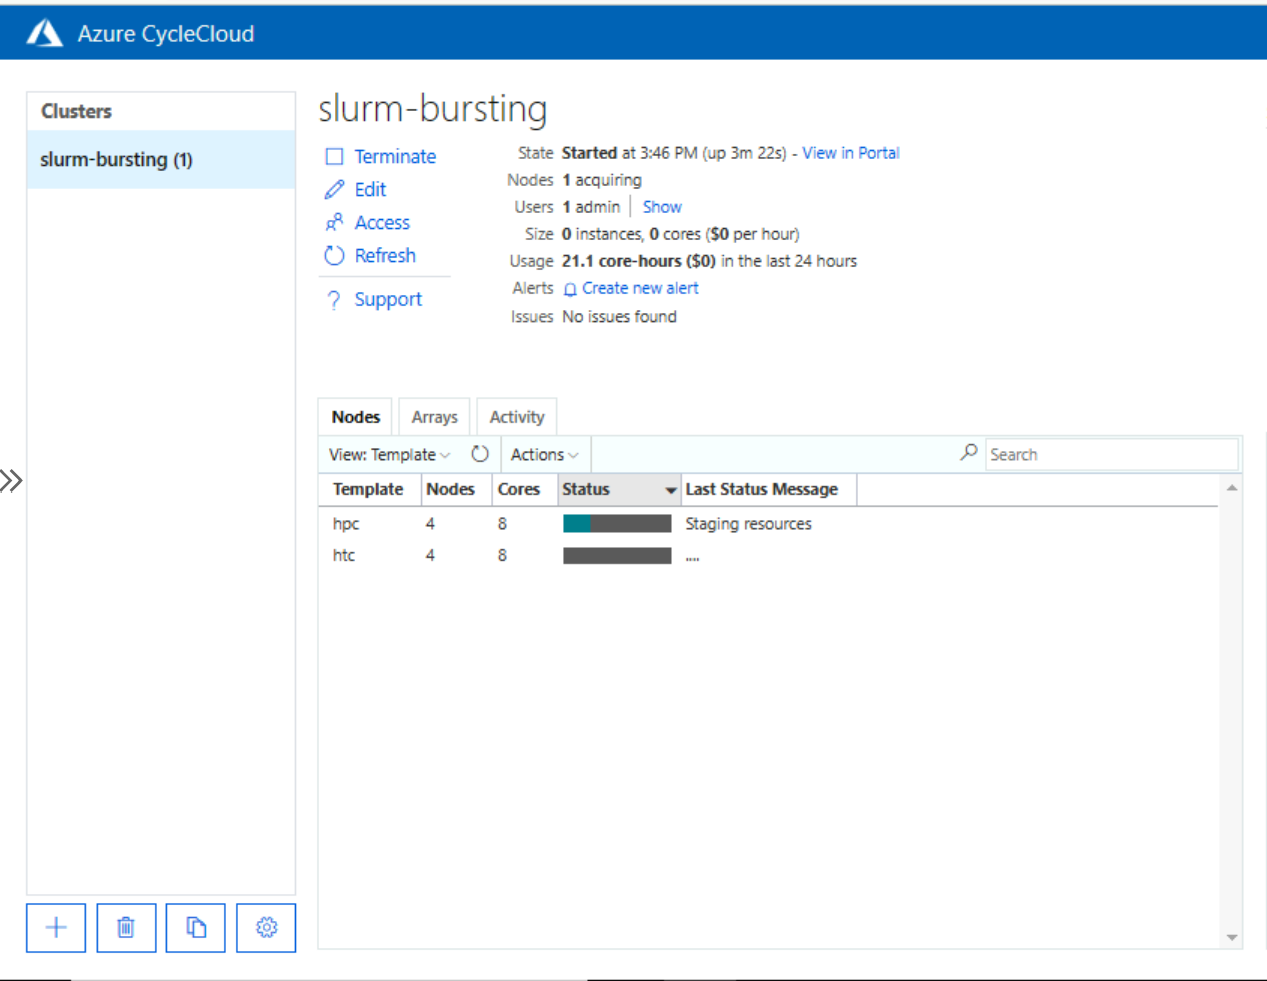 Azure CycleCloud
Clusters
slurm-bursting (1)
slurm-bursting
Terminate
Edit
Access
Refresh
? Support
State Started at 3:46 PM (up 3m 22s) - View in Portal
Nodes 1 acquiring
Users 1 admin | Show
Size 0 instances, 0 cores ($0 per hour)
Usage 21.1 core-hours ($0) in the last 24 hours
Alerts Create new alert
Issues No issues found
Nodes Arrays Activity
View: Template Actions Search
Template Nodes Cores Status Last Status Message
hpc 4 8 Staging resources
htc 4 8 ....